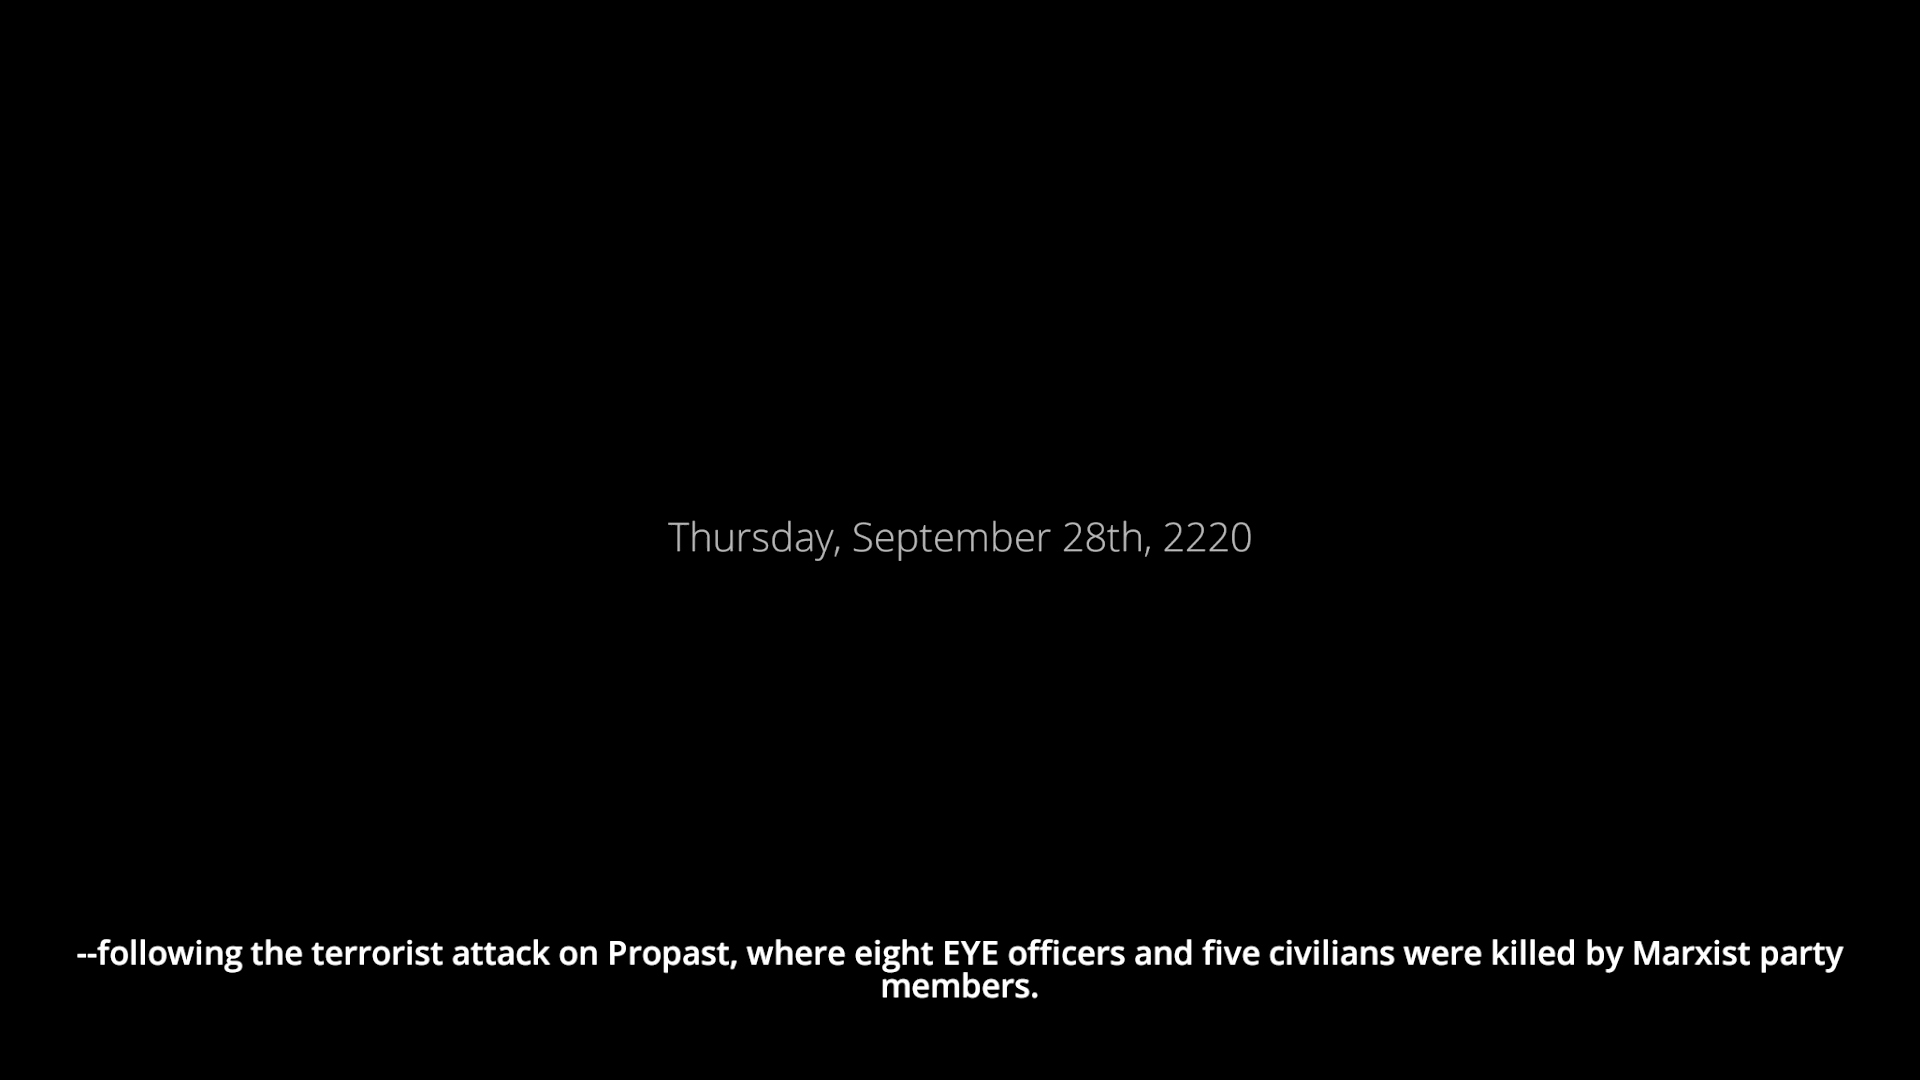 Thursday, September 28th, 2220
--following the terrorist attack on Propast, where eight EYE officers and five civilians were killed by Marxist party
members.